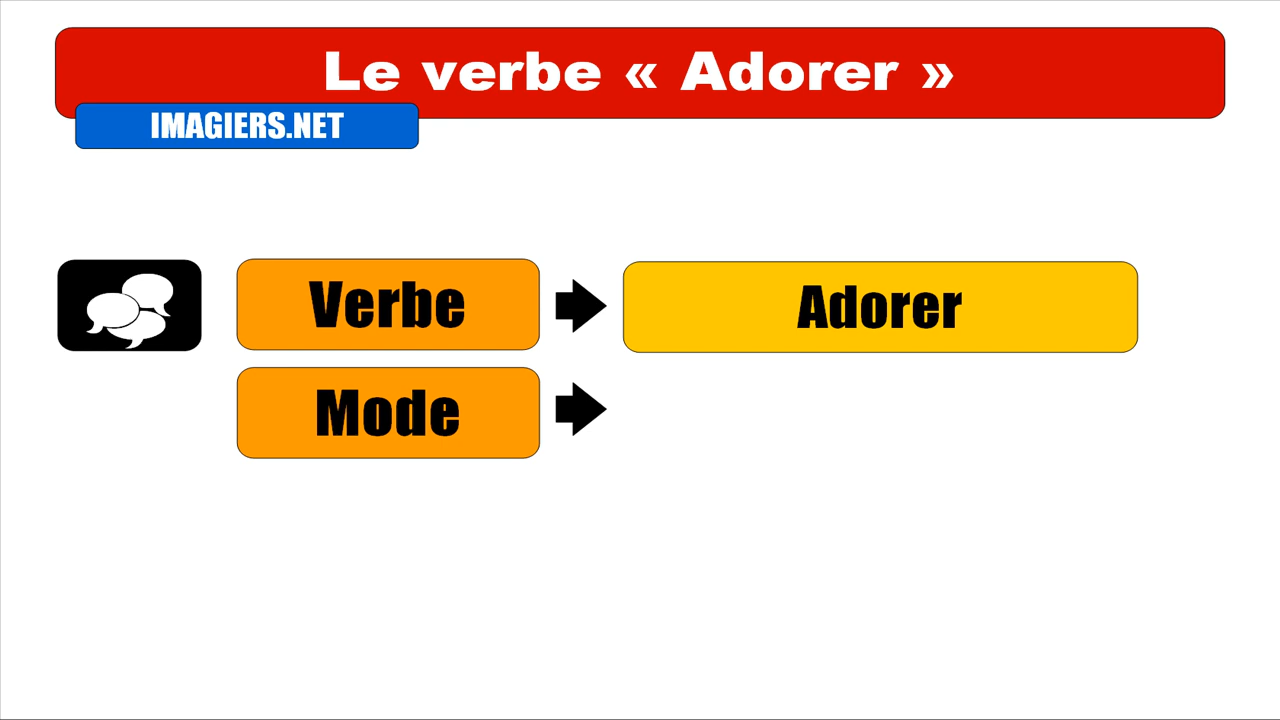 Le verbe « Adorer »
IMAGIERS.NET
Verbe
Adorer
Mode